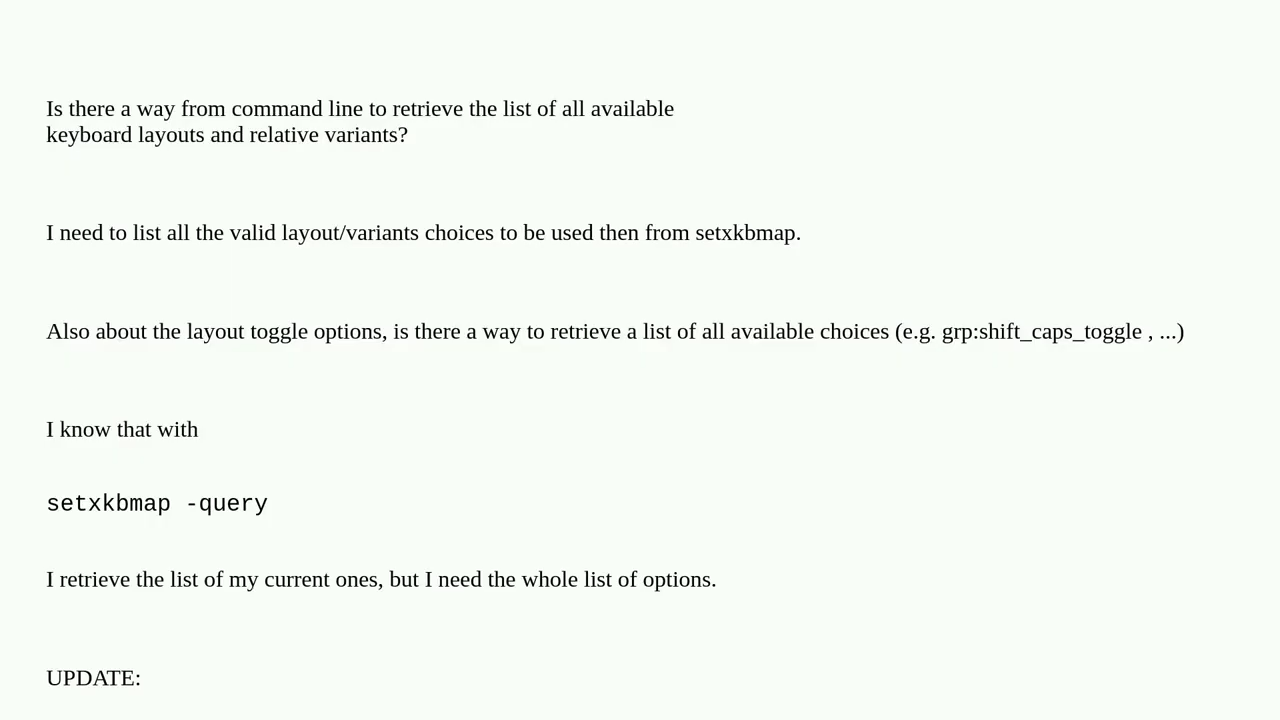 Is there a way from command line to retrieve the list of all available
keyboard layouts and relative variants?
I need to list all the valid layout/variants choices to be used then from setxkbmap.
Also about the layout toggle options, is there a way to retrieve a list of all available choices (e.g. grp:shift_caps_toggle , ...)
I know that with
setxkbmap -query
I retrieve the list of my current ones, but I need the whole list of options.
UPDATE: